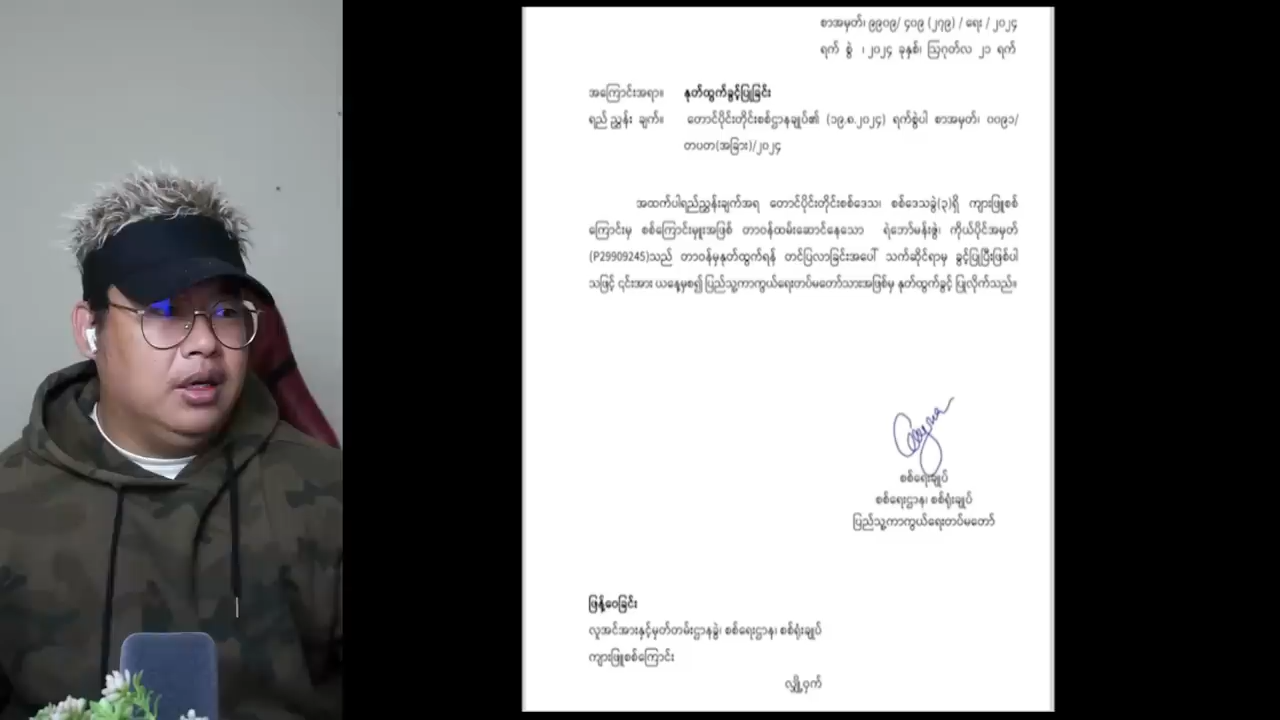 စာအမှတ်၊ ၉၉၀၉/ ၄၀၉ (၂၇၉) / ရေး / ၂၀၂၄
ရက် စွဲ ၊ ၂၀၂၄ ခုနှစ်၊ ဩဂုတ်လ ၂၁ ရက်
အကြောင်းအရာ။ နုတ်ထွက်ခွင့်ပြုခြင်း
ရည် ညွှန်း ချက်။ တောင်ပိုင်းတိုင်းစစ်ဌာနချုပ်၏ (၁၉.၈.၂၀၂၄) ရက်စွဲပါ စာအမှတ်၊ ၀၀၉၁/
တပတ(အခြား)/၂၀၂၄
အထက်ပါရည်ညွှန်းချက်အရ တောင်ပိုင်းတိုင်းစစ်ဒေသ၊ စစ်ဒေသခွဲ(၃)ရှိ ကျားဖြူစစ်
ကြောင်းမှ စစ်ကြောင်းမှူးအဖြစ် တာဝန်ထမ်းဆောင်နေသော ရဲဘော်မန်းဇွဲ၊ ကိုယ်ပိုင်အမှတ်
(P29909245)သည် တာဝန်မှနုတ်ထွက်ရန် တင်ပြလာခြင်းအပေါ် သက်ဆိုင်ရာမှ ခွင့်ပြုပြီးဖြစ်ပါ
သဖြင့် ၎င်းအား ယနေ့မှစ၍ ပြည်သူ့ကာကွယ်ရေးတပ်မတော်သားအဖြစ်မှ နုတ်ထွက်ခွင့် ပြုလိုက်သည်။
စစ်ရေးချုပ်
စစ်ရေးဌာန၊ စစ်ရုံးချုပ်
ပြည်သူ့ကာကွယ်ရေးတပ်မတော်
ဖြန့်ဝေခြင်း
လူအင်အားနှင့်မှတ်တမ်းဌာနခွဲ၊ စစ်ရေးဌာန၊ စစ်ရုံးချုပ်
ကျားဖြူစစ်ကြောင်း
လျှို့ဝှက်